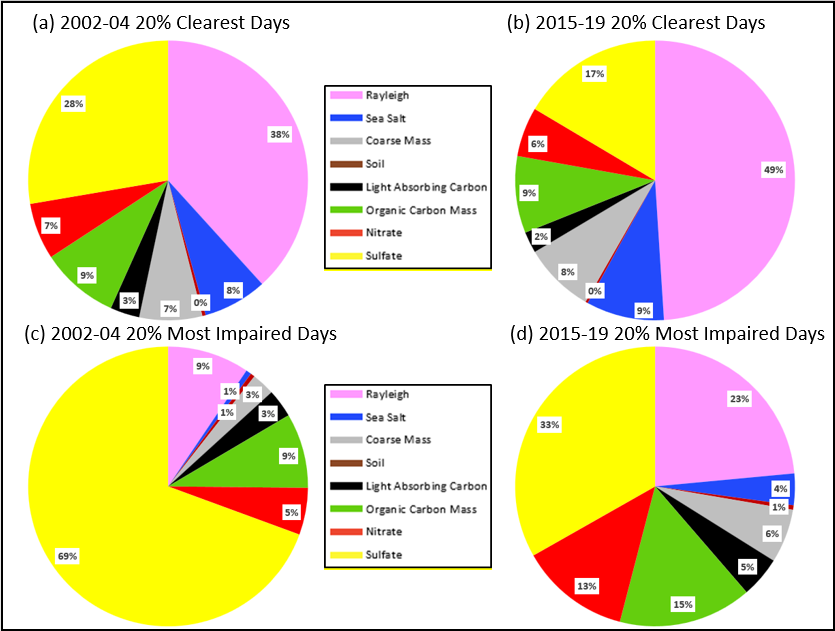 (a) 2002-04 20% Clearest Days
(b) 2015-19 20% Clearest Days
28%
38%
7%
9%
3%
7%
0%
8%
Rayleigh
Sea Salt
Coarse Mass
Soil
Light Absorbing Carbon
Organic Carbon Mass
Nitrate
Sulfate
17%
6%
49%
9%
2%
8%
0%
9%
(c) 2002-04 20% Most Impaired Days
(d) 2015-19 20% Most Impaired Days
9%
1%
3%
1%
3%
9%
5%
69%
Rayleigh
Sea Salt
Coarse Mass
Soil
Light Absorbing Carbon
Organic Carbon Mass
Nitrate
Sulfate
23%
33%
4%
1%
6%
5%
13%
15%